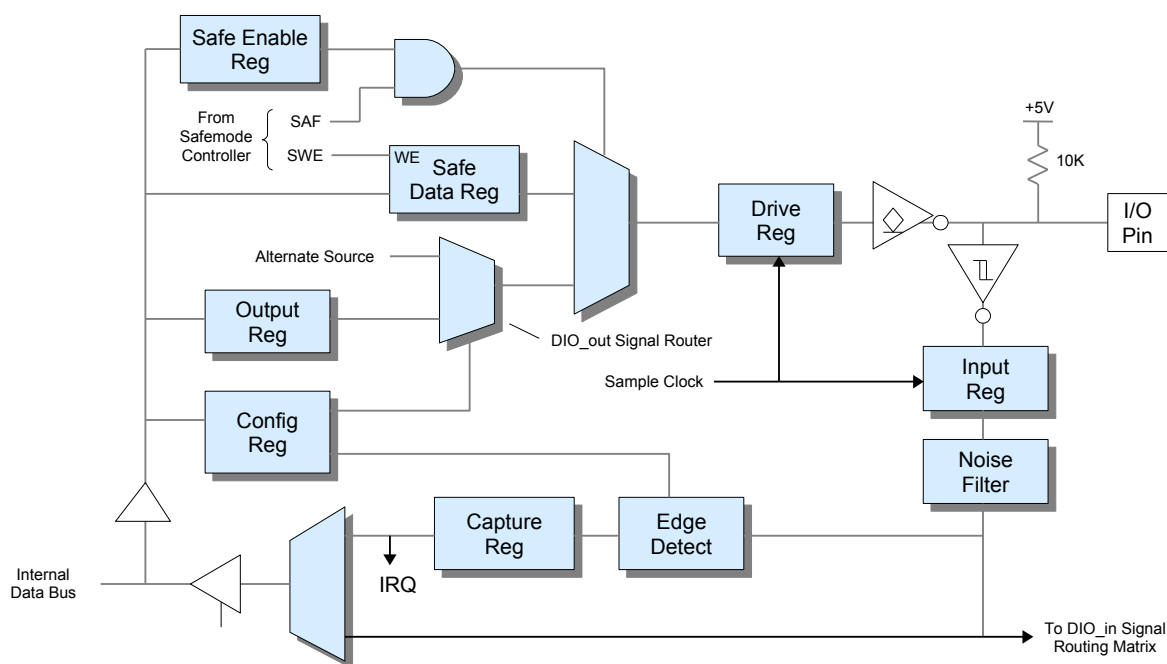 Safe Enable
Reg
From
Safemode
Controller
SAF
SWE
WE
Safe
Data Reg
+5V
10K
Drive
Reg
I/O
Pin
Alternate Source
Output
Reg
DIO_out Signal Router
Sample Clock
Input
Reg
Config
Reg
Noise
Filter
Capture
Reg
Edge
Detect
IRQ
Internal
Data Bus
To DIO_in Signal
Routing Matrix